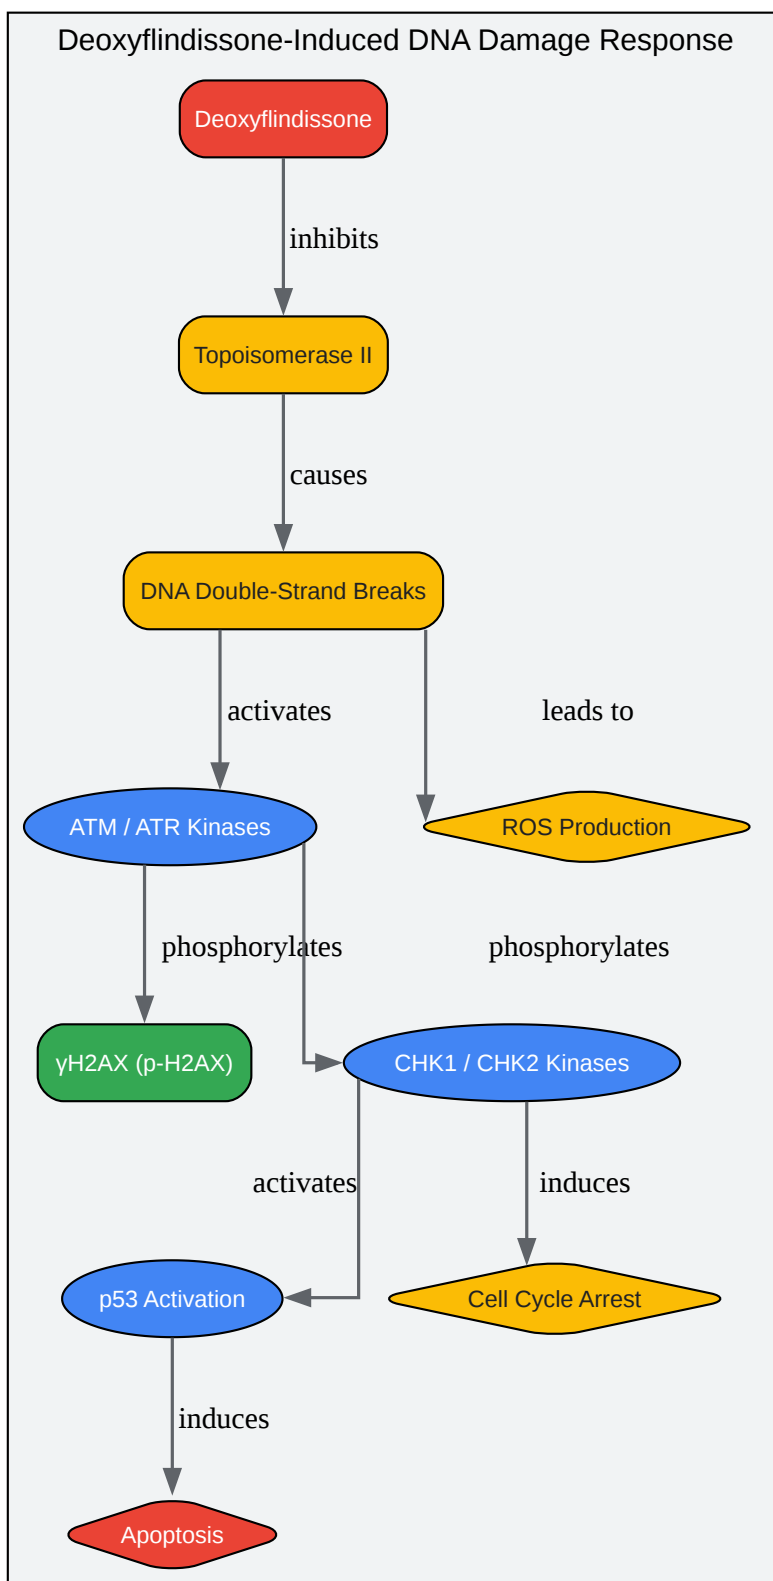 Deoxyflindissone-Induced DNA Damage Response
Deoxyflindissone
inhibits
Topoisomerase II
causes
DNA Double-Strand Breaks
activates
leads to
ATM / ATR Kinases
ROS Production
phosphorylates
phosphorylates
γH2AX (p-H2AX)
CHK1 / CHK2 Kinases
activates
induces
p53 Activation
Cell Cycle Arrest
induces
Apoptosis